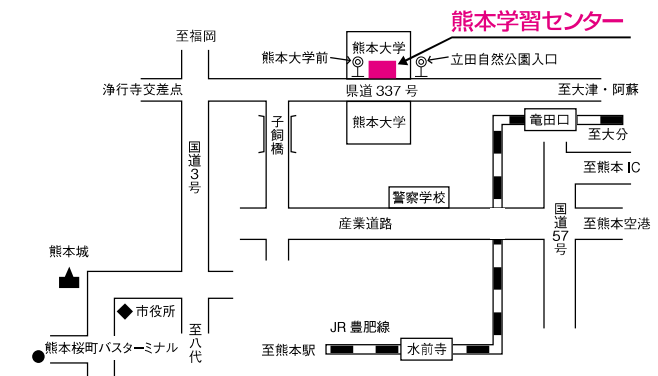 熊本学習センター
至福岡
熊本大学前
熊本大学
立田自然公園入口
浄行寺交差点
県道 337 号
至大津・阿蘇
子飼橋
熊本大学
竜田口
至大分
国道3号
至熊本 IC
警察学校
産業道路
国道57号
至熊本空港
熊本城
市役所
至八代
JR 豊肥線
熊本桜町バスターミナル
至熊本駅
水前寺